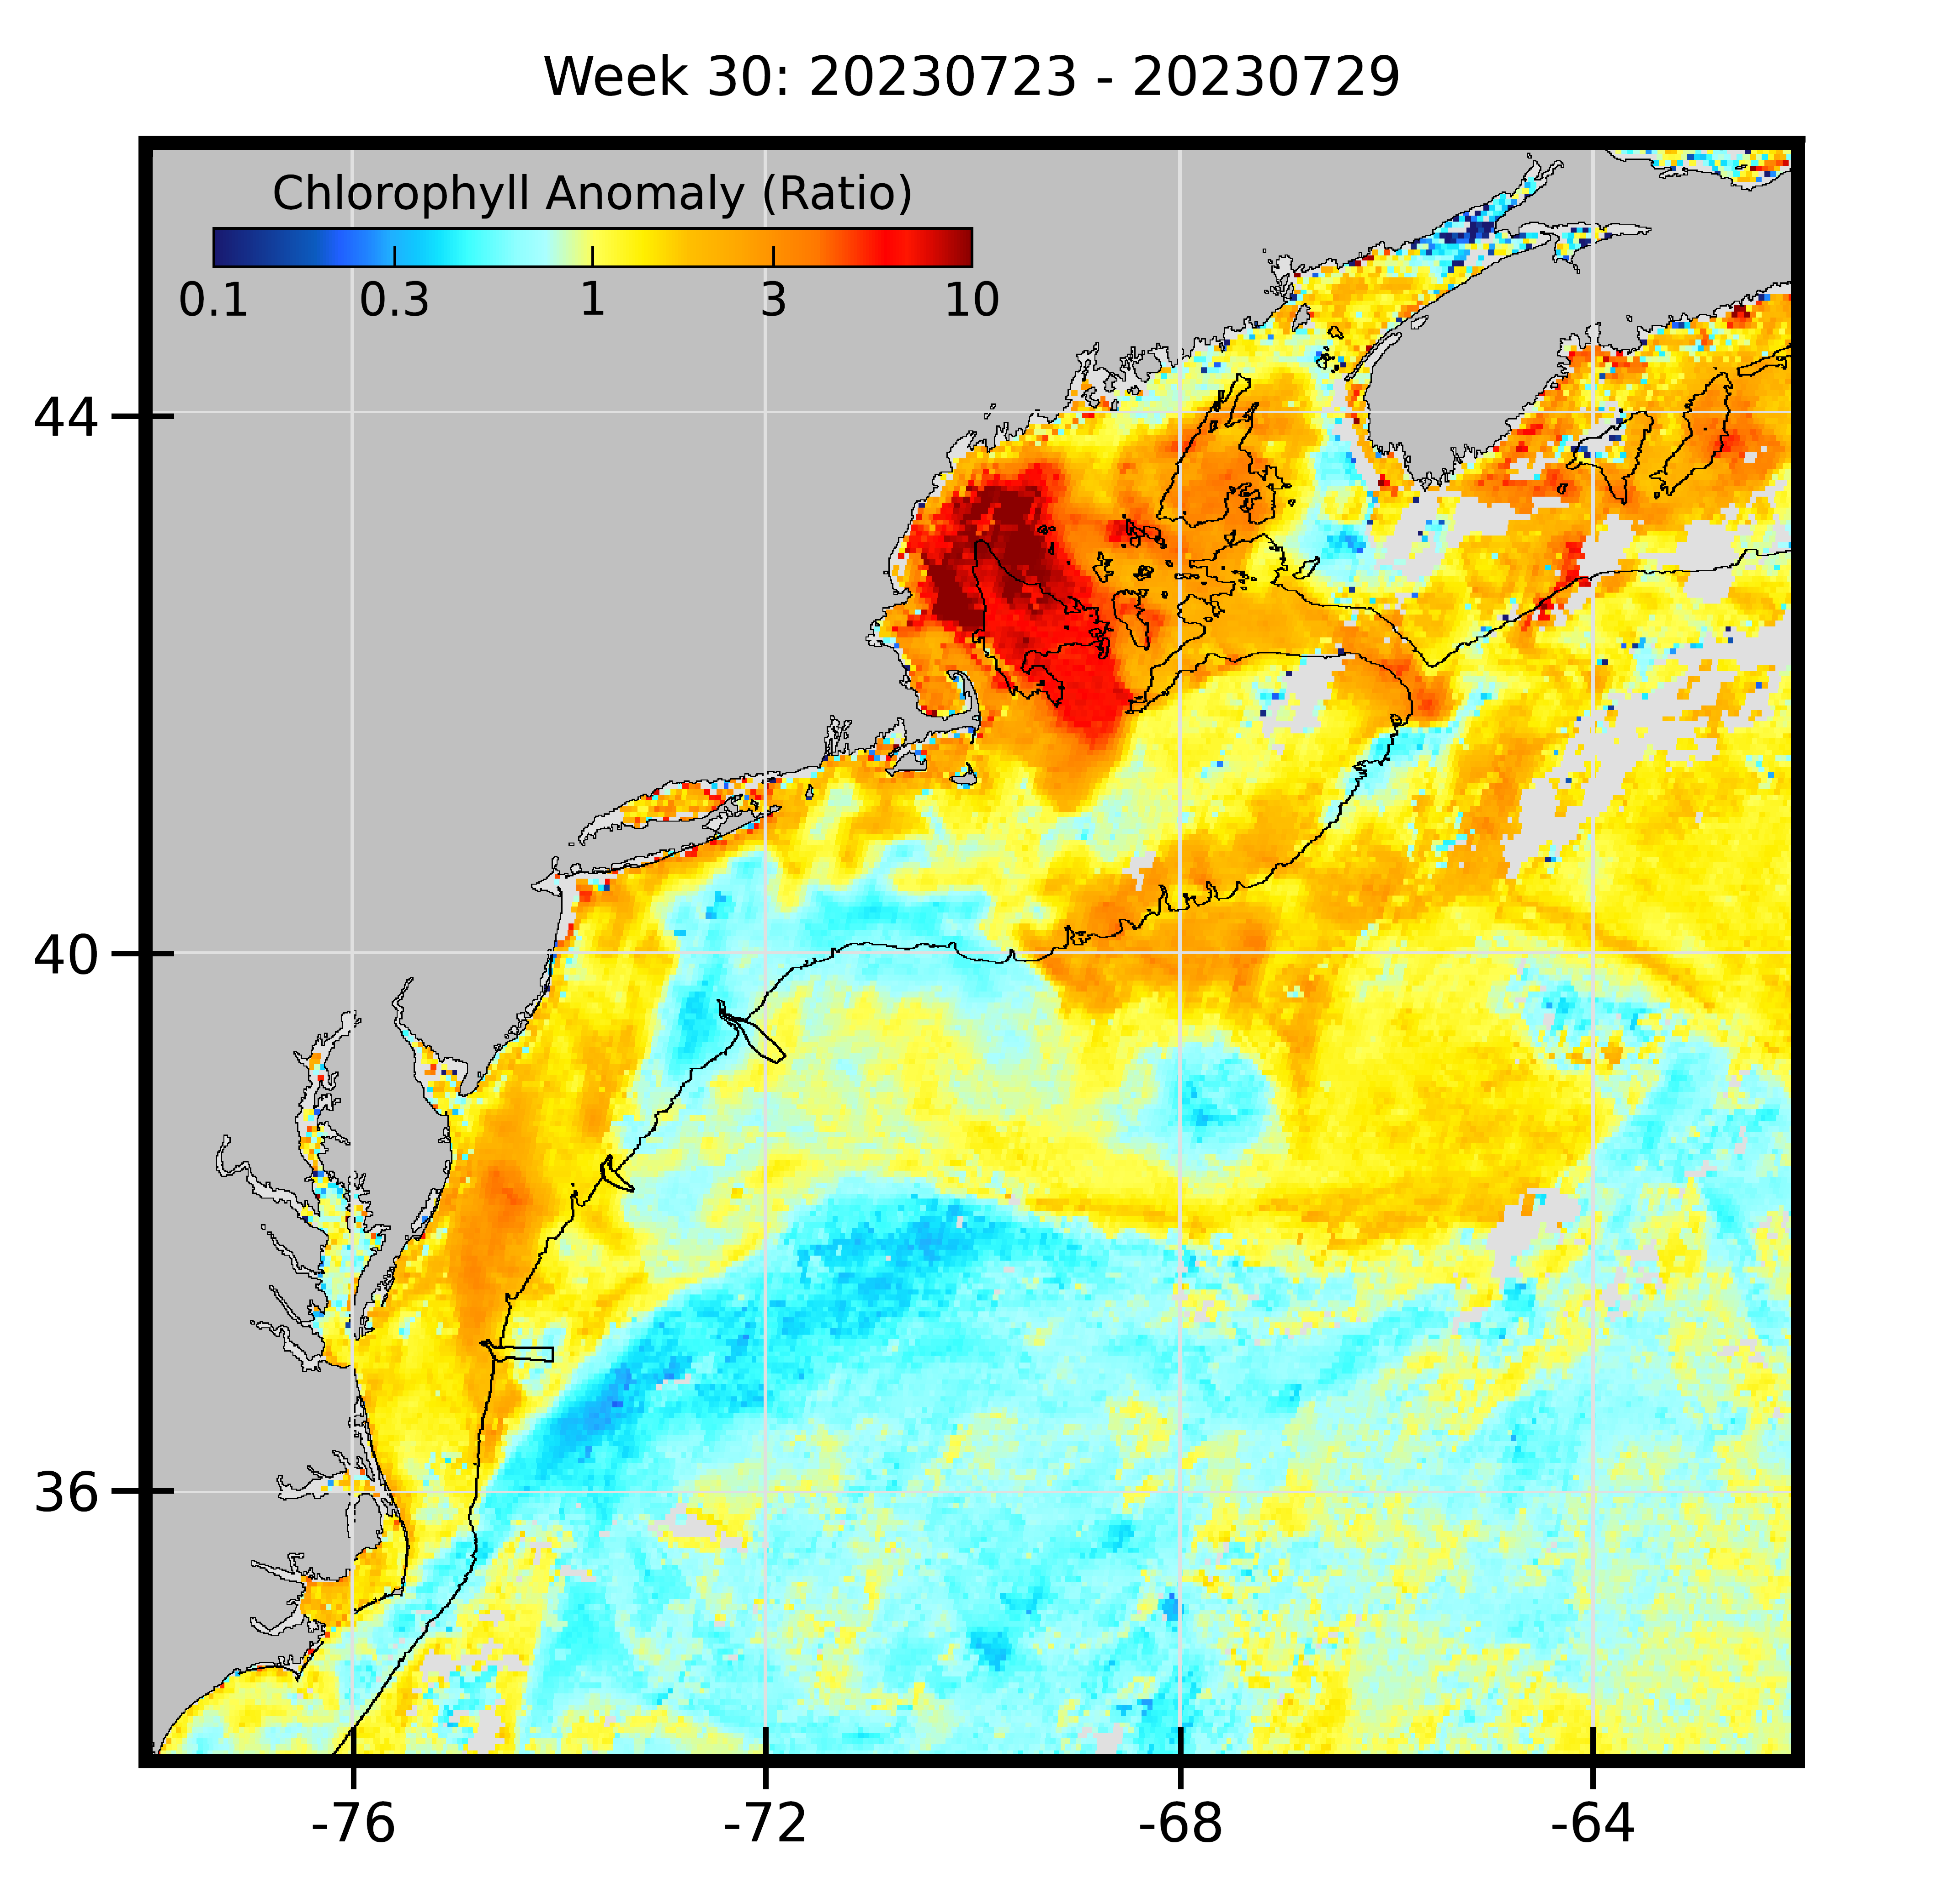 Week 30: 20230723 - 20230729
Chlorophyll Anomaly (Ratio)
0.1 0.3 1 3 10
44
40
36
-76 -72 -68 -64